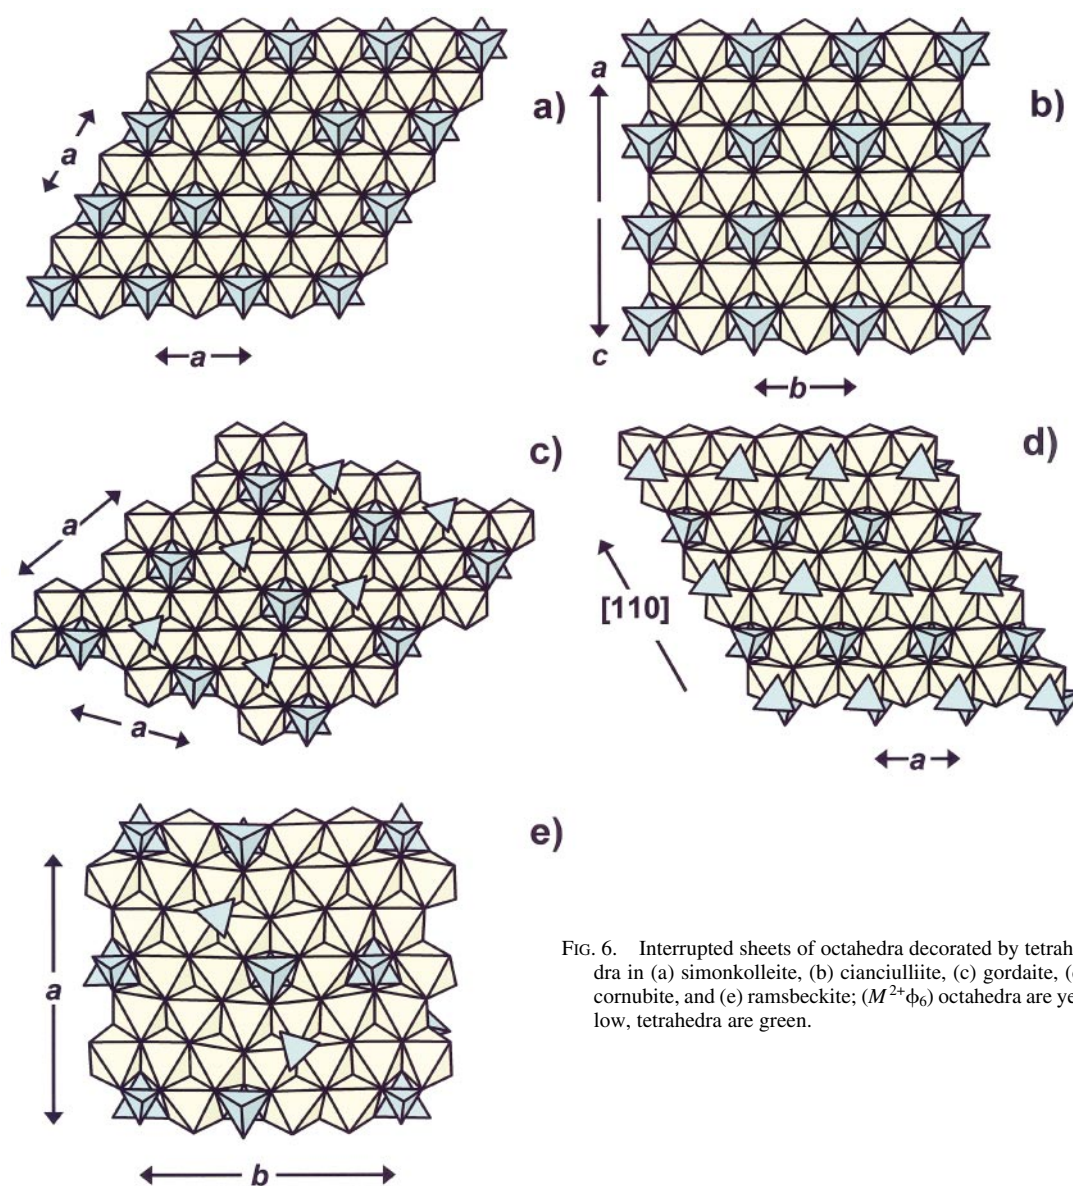 a)
a
a
b)
a
c
b
c)
a
a
d)
[110]
a
e)
a
b
FIG. 6. Interrupted sheets of octahedra decorated by tetrahe
dra in (a) simonkolleite, (b) cianciulliite, (c) gordaite, (
cornubite, and (e) ramsbeckite; (M2+ϕ6) octahedra are ye
low, tetrahedra are green.